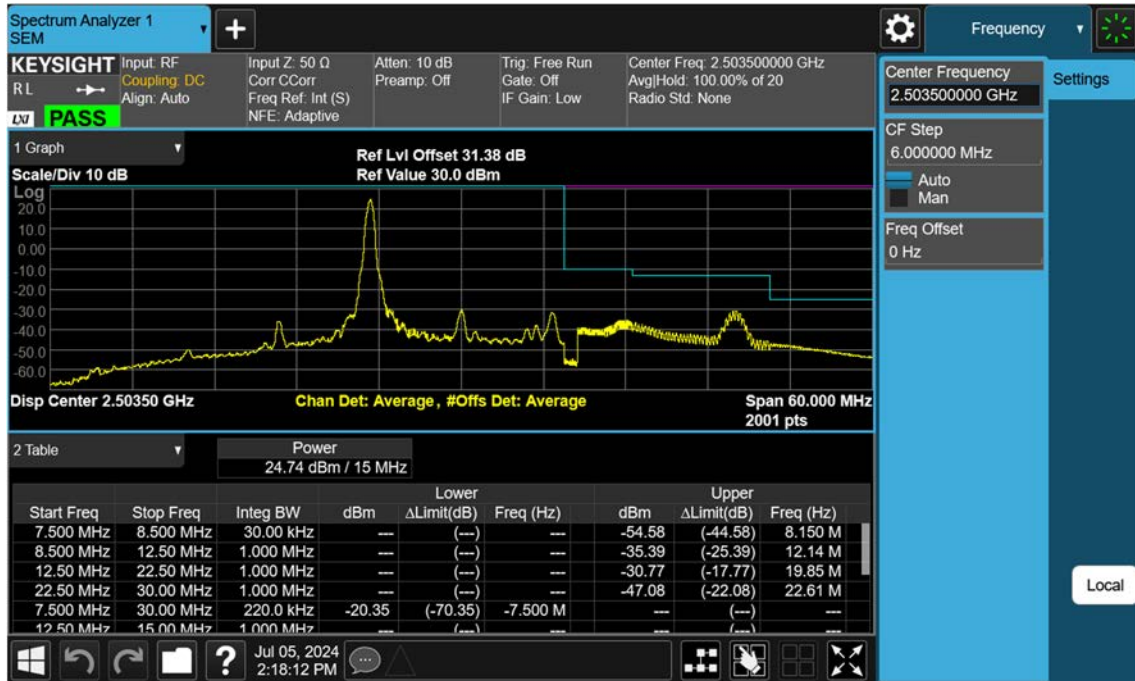 Spectrum Analyzer 1
SEM
Frequency
KEYSIGHT
R L
LXI
PASS
Input: RF
Coupling: DC
Align: Auto
Input Z: 50 Ω
Corr CCorr
Freq Ref: Int (S)
NFE: Adaptive
Atten: 10 dB
Preamp: Off
Trig: Free Run
Gate: Off
IF Gain: Low
Center Freq: 2.503500000 GHz
Avg|Hold: 100.00% of 20
Radio Std: None
Center Frequency
2.503500000 GHz
Settings
CF Step
6.000000 MHz
Auto
Man
Freq Offset
0 Hz
1 Graph
Ref Lvl Offset 31.38 dB
Scale/Div 10 dB
Ref Value 30.0 dBm
Log
20.0
10.0
0.00
-10.0
-20.0
-30.0
-40.0
-50.0
-60.0
Disp Center 2.50350 GHz
Chan Det: Average, #Offs Det: Average
Span 60.000 MHz
2001 pts
2 Table
Power
24.74 dBm / 15 MHz
Lower Upper
Start Freq Stop Freq Integ BW dBm ΔLimit(dB) Freq (Hz) dBm ΔLimit(dB) Freq (Hz)
7.500 MHz 8.500 MHz 30.00 kHz --- (---) --- -54.58 (-44.58) 8.150 M
8.500 MHz 12.50 MHz 1.000 MHz --- (---) --- -35.39 (-25.39) 12.14 M
12.50 MHz 22.50 MHz 1.000 MHz --- (---) --- -30.77 (-17.77) 19.85 M
22.50 MHz 30.00 MHz 1.000 MHz --- (---) --- -47.08 (-22.08) 22.61 M
7.500 MHz 30.00 MHz 220.0 kHz -20.35 (-70.35) -7.500 M --- (---) ---
12.50 MHz 15.00 MHz 1.000 MHz --- (---) --- --- (---) ---
Local
?
Jul 05, 2024
2:18:12 PM